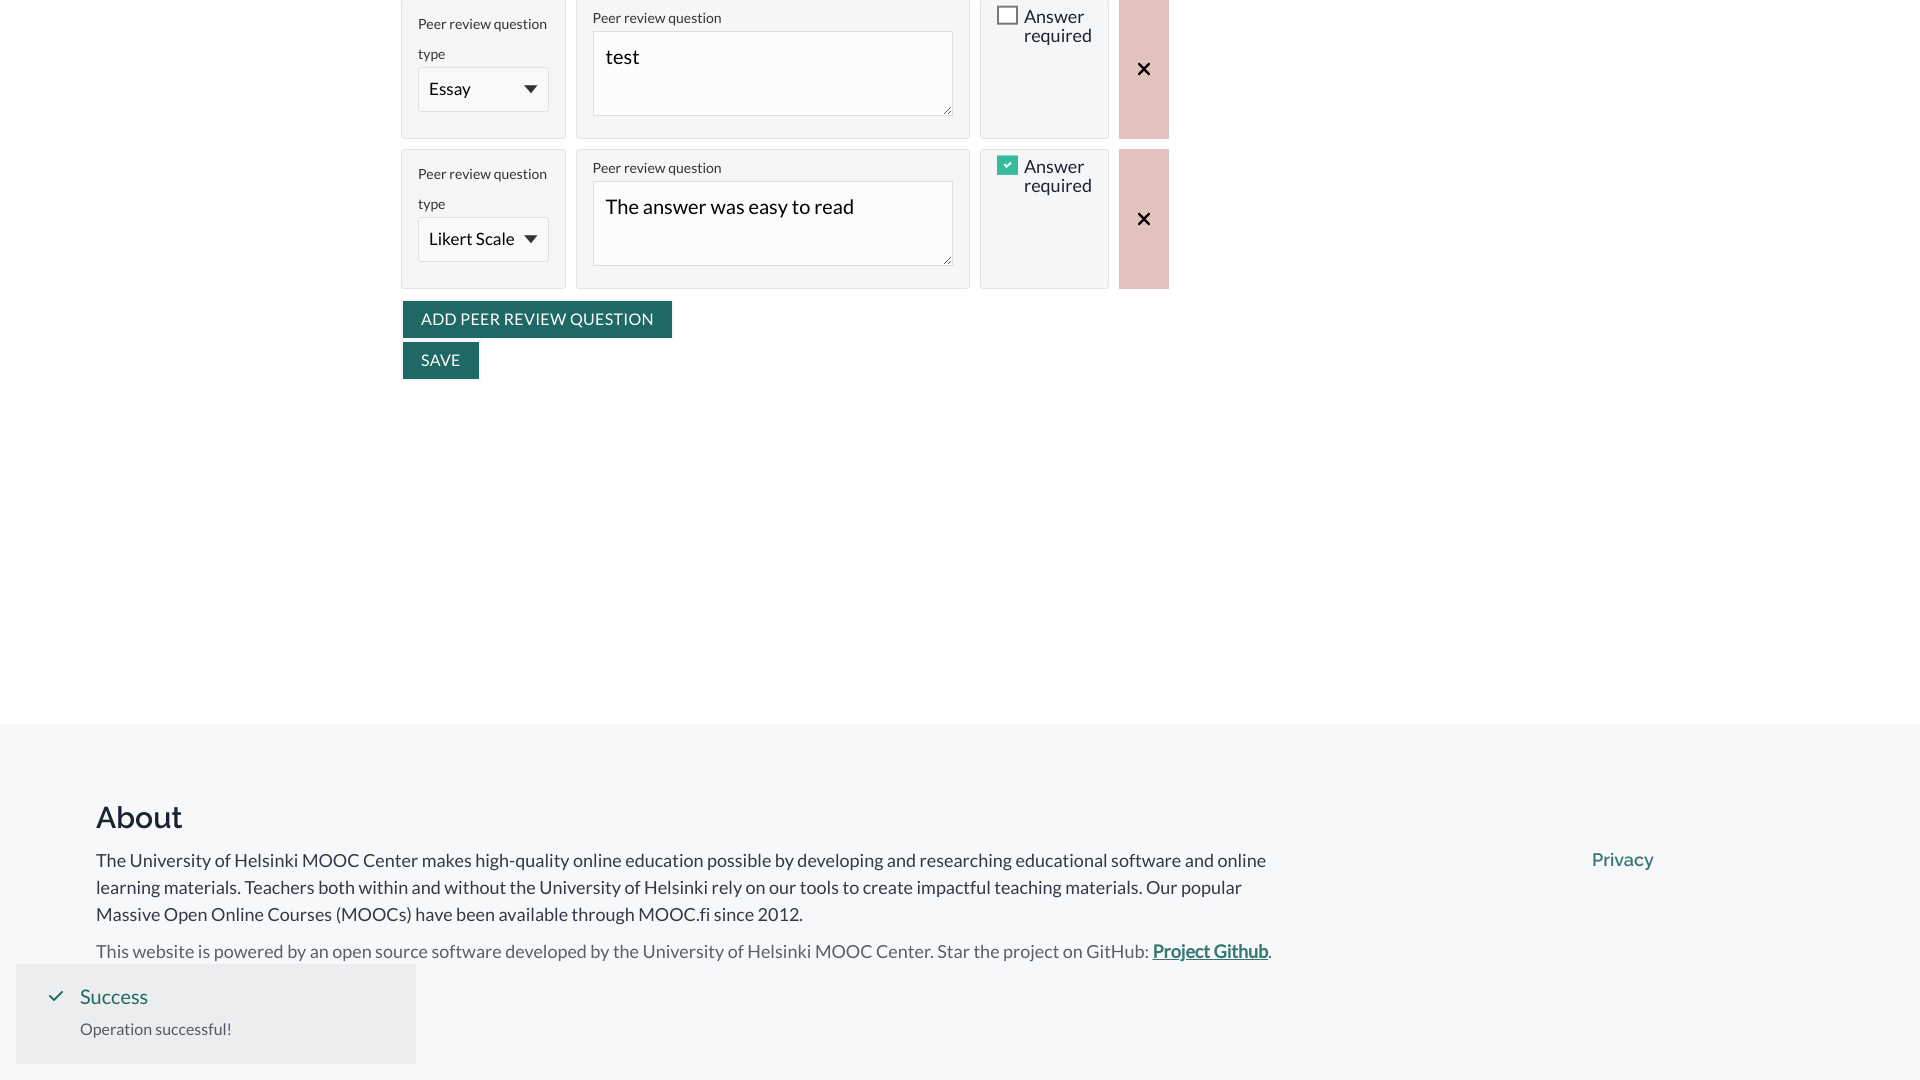 Peer review question
type
Essay
Peer review question
test
Answer
required
Peer review question
type
Likert Scale
Peer review question
The answer was easy to read
Answer
required
ADD PEER REVIEW QUESTION
SAVE
About
The University of Helsinki MOOC Center makes high-quality online education possible by developing and researching educational software and online
learning materials. Teachers both within and without the University of Helsinki rely on our tools to create impactful teaching materials. Our popular
Massive Open Online Courses (MOOCs) have been available through MOOC.fi since 2012.
This website is powered by an open source software developed by the University of Helsinki MOOC Center. Star the project on GitHub: Project Github.
Privacy
Success
Operation successful!